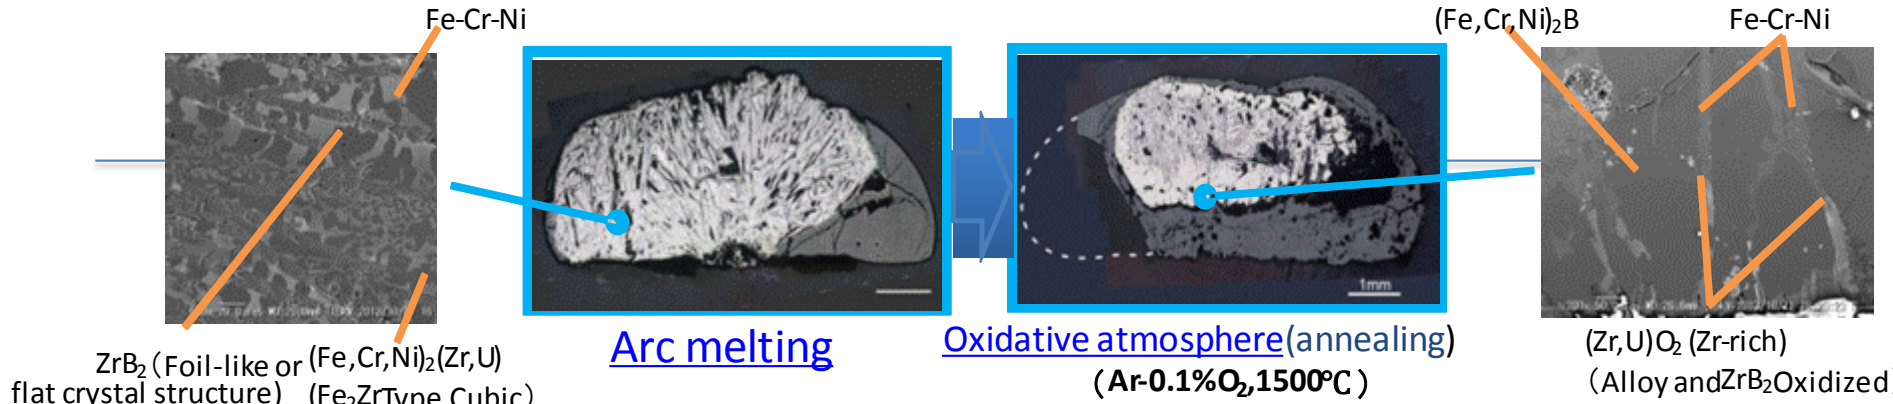 Fe-Cr-Ni
(Fe,Cr,Ni)₂B
Fe-Cr-Ni
1mm
ZrB₂(Foil-like or
flat crystal structure)
(Fe,Cr,Ni)₂(Zr,U)
(Fe₂ZrType Cubic)
Arc melting
Oxidative atmosphere(annealing)
(Ar-0.1%O₂,1500℃)
(Zr,U)O₂ (Zr-rich)
(Alloy andZrB₂Oxidized)